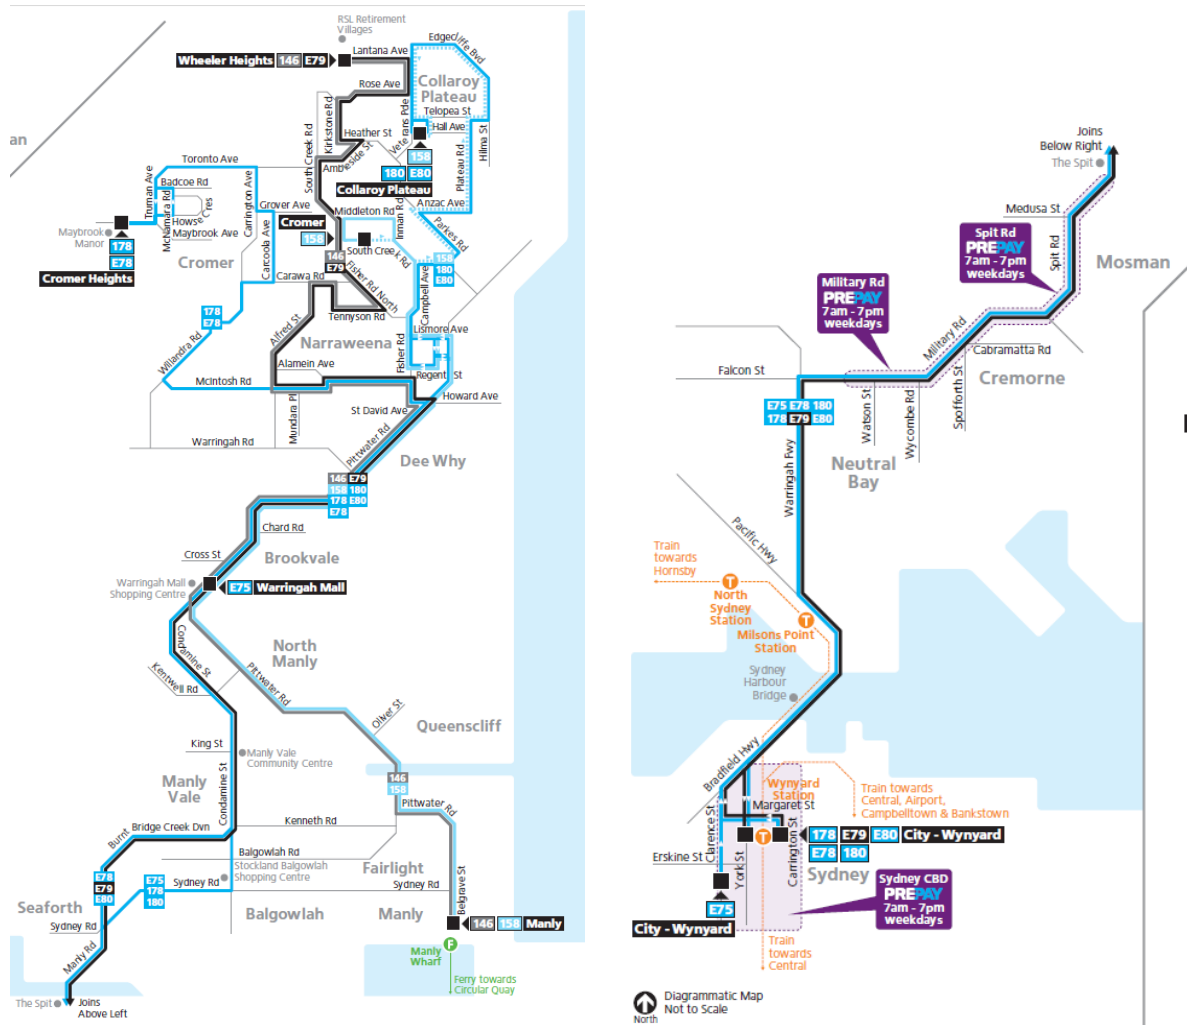 RSL Retirement
Villages
Wheeler Heights 146 E79
Lantana Ave
Edgecliffe Bvd
Rose Ave
Collaroy
Plateau
Telopea St
Hall Ave
Veterans Pde
Kirkstone Rd
South Creek Rd
Heather St
Ambleside St
158
180 E80
Collaroy Plateau
Plateau Rd
Hilma St
an
Toronto Ave
Badcoe Rd
Truman Ave
McNamara Rd
Howse Cres
Maybrook Ave
Carrington Ave
Grover Ave
Carcoola Ave
Maybrook
Manor
178
E78
Cromer Heights
Cromer
Cromer
158
Middleton Rd
Inman Rd
Anzac Ave
Parkes Rd
South Creek Rd
146
E79
158
180
E80
Fisher Rd North
Campbell Ave
Carawa Rd
Tennyson Rd
178
E78
Willandra Rd
Alfred St
Narraweena
Lismore Ave
Fisher Rd
Regent St
Alamein Ave
McIntosh Rd
Howard Ave
St David Ave
Mundara Pl
Warringah Rd
Pittwater Rd
Dee Why
146 E79
158 180
178 E80
E78
Chard Rd
Cross St
Brookvale
Warringah Mall
Shopping Centre
E75 Warringah Mall
Condamine St
Kentwell Rd
North
Manly
Pittwater Rd
Oliver St
Queenscliff
King St
Manly Vale
Community Centre
Manly
Vale
Condamine St
146
158
Pittwater Rd
Burnt
Bridge Creek Dvn
Kenneth Rd
Balgowlah Rd
Stockland Balgowlah
Shopping Centre
Fairlight
E78
E79
E80
E75
178
180
Sydney Rd
Sydney Rd
Belgrave St
Seaforth
Sydney Rd
Balgowlah
Manly
146 158 Manly
Manly Rd
F
Manly
Wharf
Ferry towards
Circular Quay
The Spit
Joins
Above Left
Joins
Below Right
The Spit
Medusa St
Spit Rd
PREPAY
7am - 7pm
weekdays
Spit Rd
Mosman
Military Rd
PREPAY
7am - 7pm
weekdays
Military Rd
Cabramatta Rd
Falcon St
Cremorne
Spofforth St
E75 E78 180
178 E79 E80
Watson St
Wycombe Rd
Neutral
Bay
Warringah Fwy
Pacific Hwy
Train
towards
Hornsby
T
North
Sydney
Station
T
Milsons Point
Station
Sydney
Harbour
Bridge
Bradfield Hwy
Wynyard
Station
Train towards
Central, Airport,
Campbelltown & Bankstown
Margaret St
Clarence St
T
Carrington St
178 E79 E80 City - Wynyard
E78 180
Erskine St
York St
Sydney
E75
City - Wynyard
Sydney CBD
PREPAY
7am - 7pm
weekdays
Train
towards
Central
North
Diagrammatic Map
Not to Scale